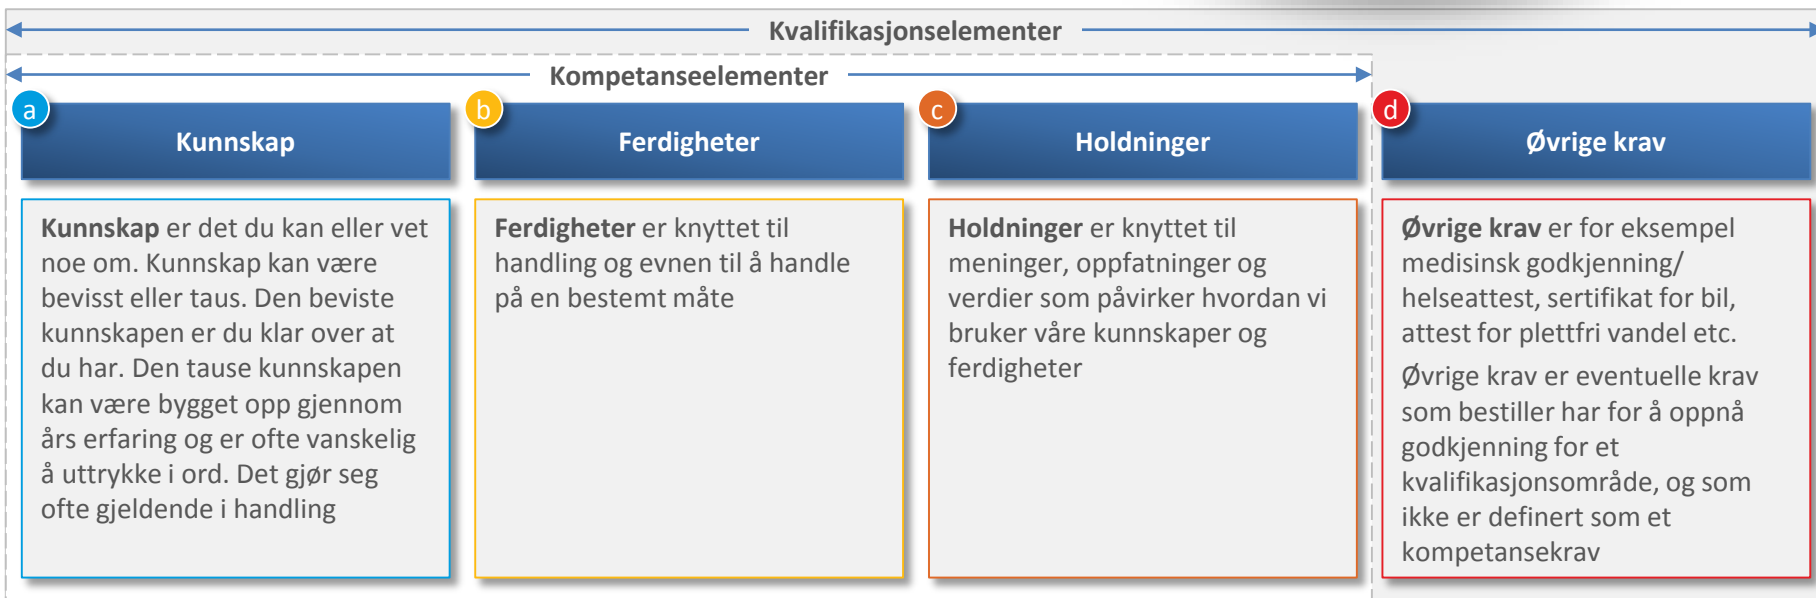 Kvalifikasjonselementer
Kompetanseelementer
a
Kunnskap
Kunnskap er det du kan eller vet
noe om. Kunnskap kan være
bevisst eller taus. Den beviste
kunnskapen er du klar over at
du har. Den tause kunnskapen
kan være bygget opp gjennom
års erfaring og er ofte vanskelig
å uttrykke i ord. Det gjør seg
ofte gjeldende i handling
b
Ferdigheter
Ferdigheter er knyttet til
handling og evnen til å handle
på en bestemt måte
c
Holdninger
Holdninger er knyttet til
meninger, oppfatninger og
verdier som påvirker hvordan vi
bruker våre kunnskaper og
ferdigheter
d
Øvrige krav
Øvrige krav er for eksempel
medisinsk godkjenning/
helseattest, sertifikat for bil,
attest for plettfri vandel etc.
Øvrige krav er eventuelle krav
som bestiller har for å oppnå
godkjenning for et
kvalifikasjonsområde, og som
ikke er definert som et
kompetansekrav